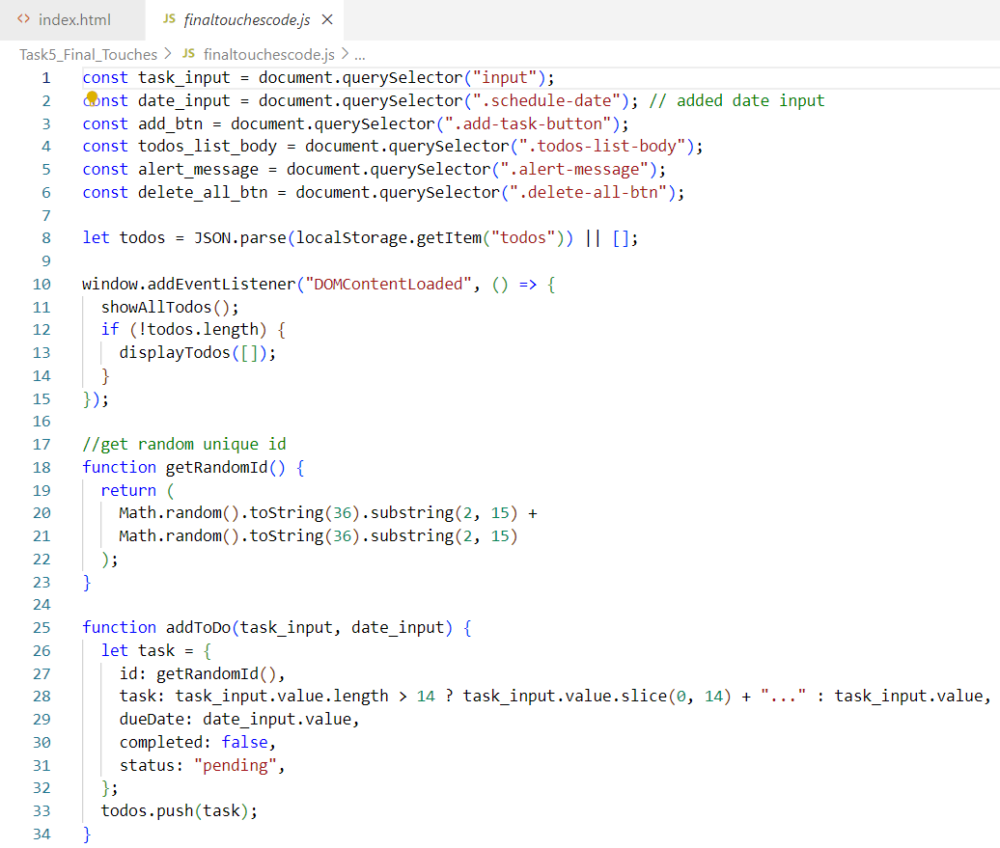 <> index.html JS finaltouchescode.js ×
Task5_Final_Touches > JS finaltouchescode.js > ...
1 const task_input = document.querySelector("input");
2 const date_input = document.querySelector(".schedule-date"); // added date input
3 const add_btn = document.querySelector(".add-task-button");
4 const todos_list_body = document.querySelector(".todos-list-body");
5 const alert_message = document.querySelector(".alert-message");
6 const delete_all_btn = document.querySelector(".delete-all-btn");
7
8 let todos = JSON.parse(localStorage.getItem("todos")) || [];
9
10 window.addEventListener("DOMContentLoaded", () => {
11   showAllTodos();
12   if (!todos.length) {
13     displayTodos([]);
14   }
15 });
16
17 //get random unique id
18 function getRandomId() {
19   return (
20     Math.random().toString(36).substring(2, 15) +
21     Math.random().toString(36).substring(2, 15)
22   );
23 }
24
25 function addToDo(task_input, date_input) {
26   let task = {
27     id: getRandomId(),
28     task: task_input.value.length > 14 ? task_input.value.slice(0, 14) + "..." : task_input.value,
29     dueDate: date_input.value,
30     completed: false,
31     status: "pending",
32   };
33   todos.push(task);
34 }